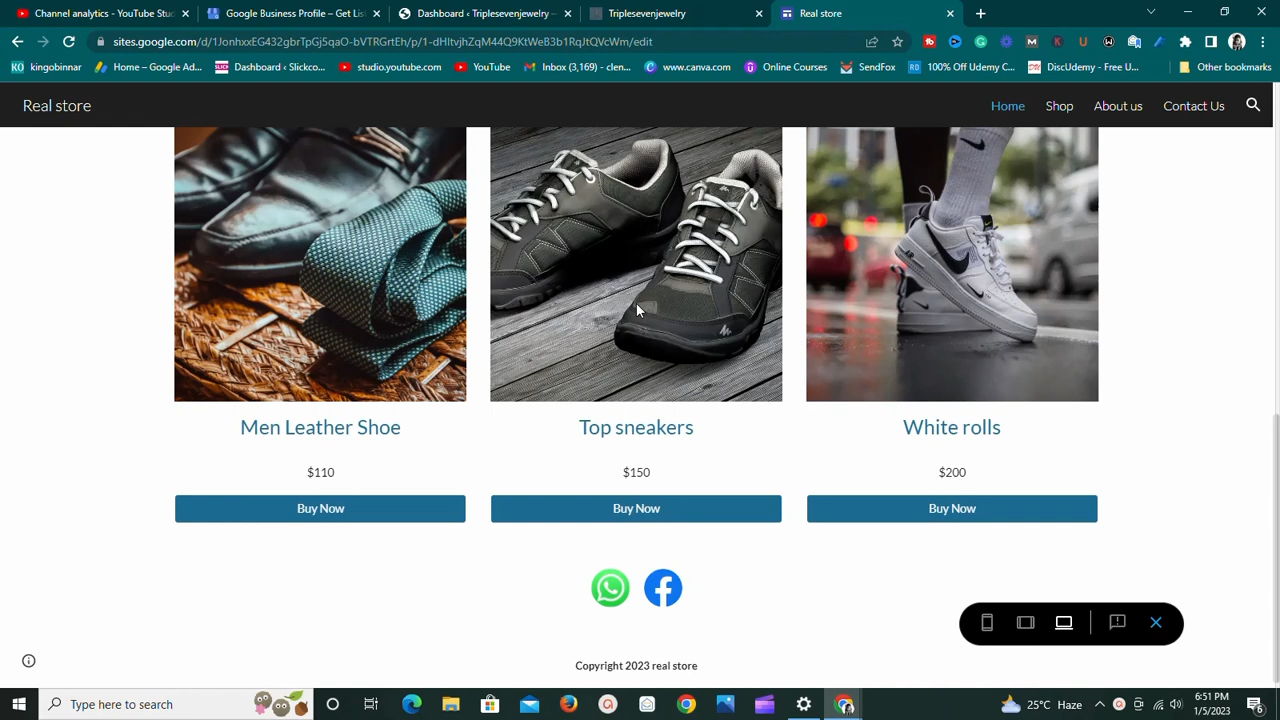 Channel analytics - YouTube Stud
Google Business Profile – Get List
Dashboard ‹ Triplesevenjewelry –
Triplesevenjewelry
Real store
sites.google.com/d/1JonhxxEG432gbrTpGj5qaO-bVTRGrtEh/p/1-dHItvjhZqM44Q9KtWeB3b1RqJtQVcWm/edit
kingobinnar
Home – Google Ad...
Dashboard ‹ Slickco...
studio.youtube.com
YouTube
Inbox (3,169) - clen...
www.canva.com
Online Courses
SendFox
100% Off Udemy C...
DiscUdemy - Free U...
Other bookmarks
Real store
Home
Shop
About us
Contact Us
Men Leather Shoe
Top sneakers
White rolls
$110
$150
$200
Buy Now
Buy Now
Buy Now
Copyright 2023 real store
Type here to search
25°C Haze
6:51 PM
1/5/2023
6